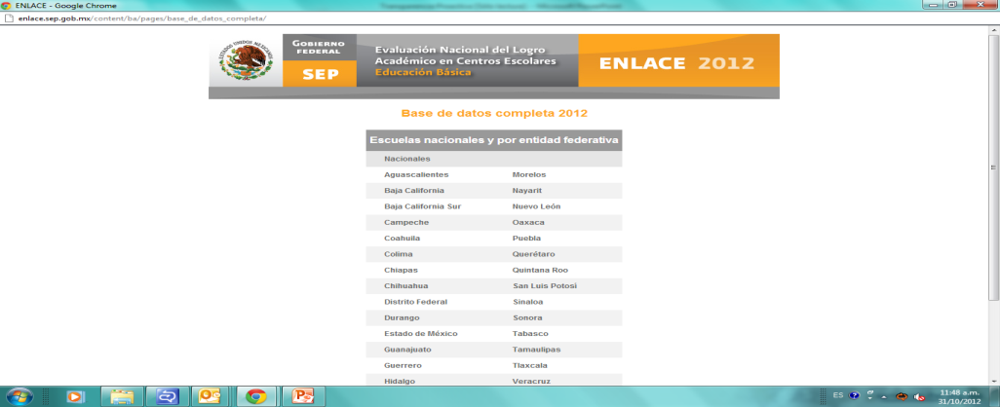 ENLACE - Google Chrome
enlace.sep.gob.mx/content/ba/pages/base_de_datos_completa/
ESTADOS UNIDOS MEXICANOS
GOBIERNO
FEDERAL
SEP
Evaluación Nacional del Logro
Académico en Centros Escolares
Educación Básica
ENLACE 2012
Base de datos completa 2012
Escuelas nacionales y por entidad federativa
Nacionales
Aguascalientes Morelos
Baja California Nayarit
Baja California Sur Nuevo León
Campeche Oaxaca
Coahuila Puebla
Colima Querétaro
Chiapas Quintana Roo
Chihuahua San Luis Potosí
Distrito Federal Sinaloa
Durango Sonora
Estado de México Tabasco
Guanajuato Tamaulipas
Guerrero Tlaxcala
Hidalgo Veracruz
ES
11:48 a.m.
31/10/2012